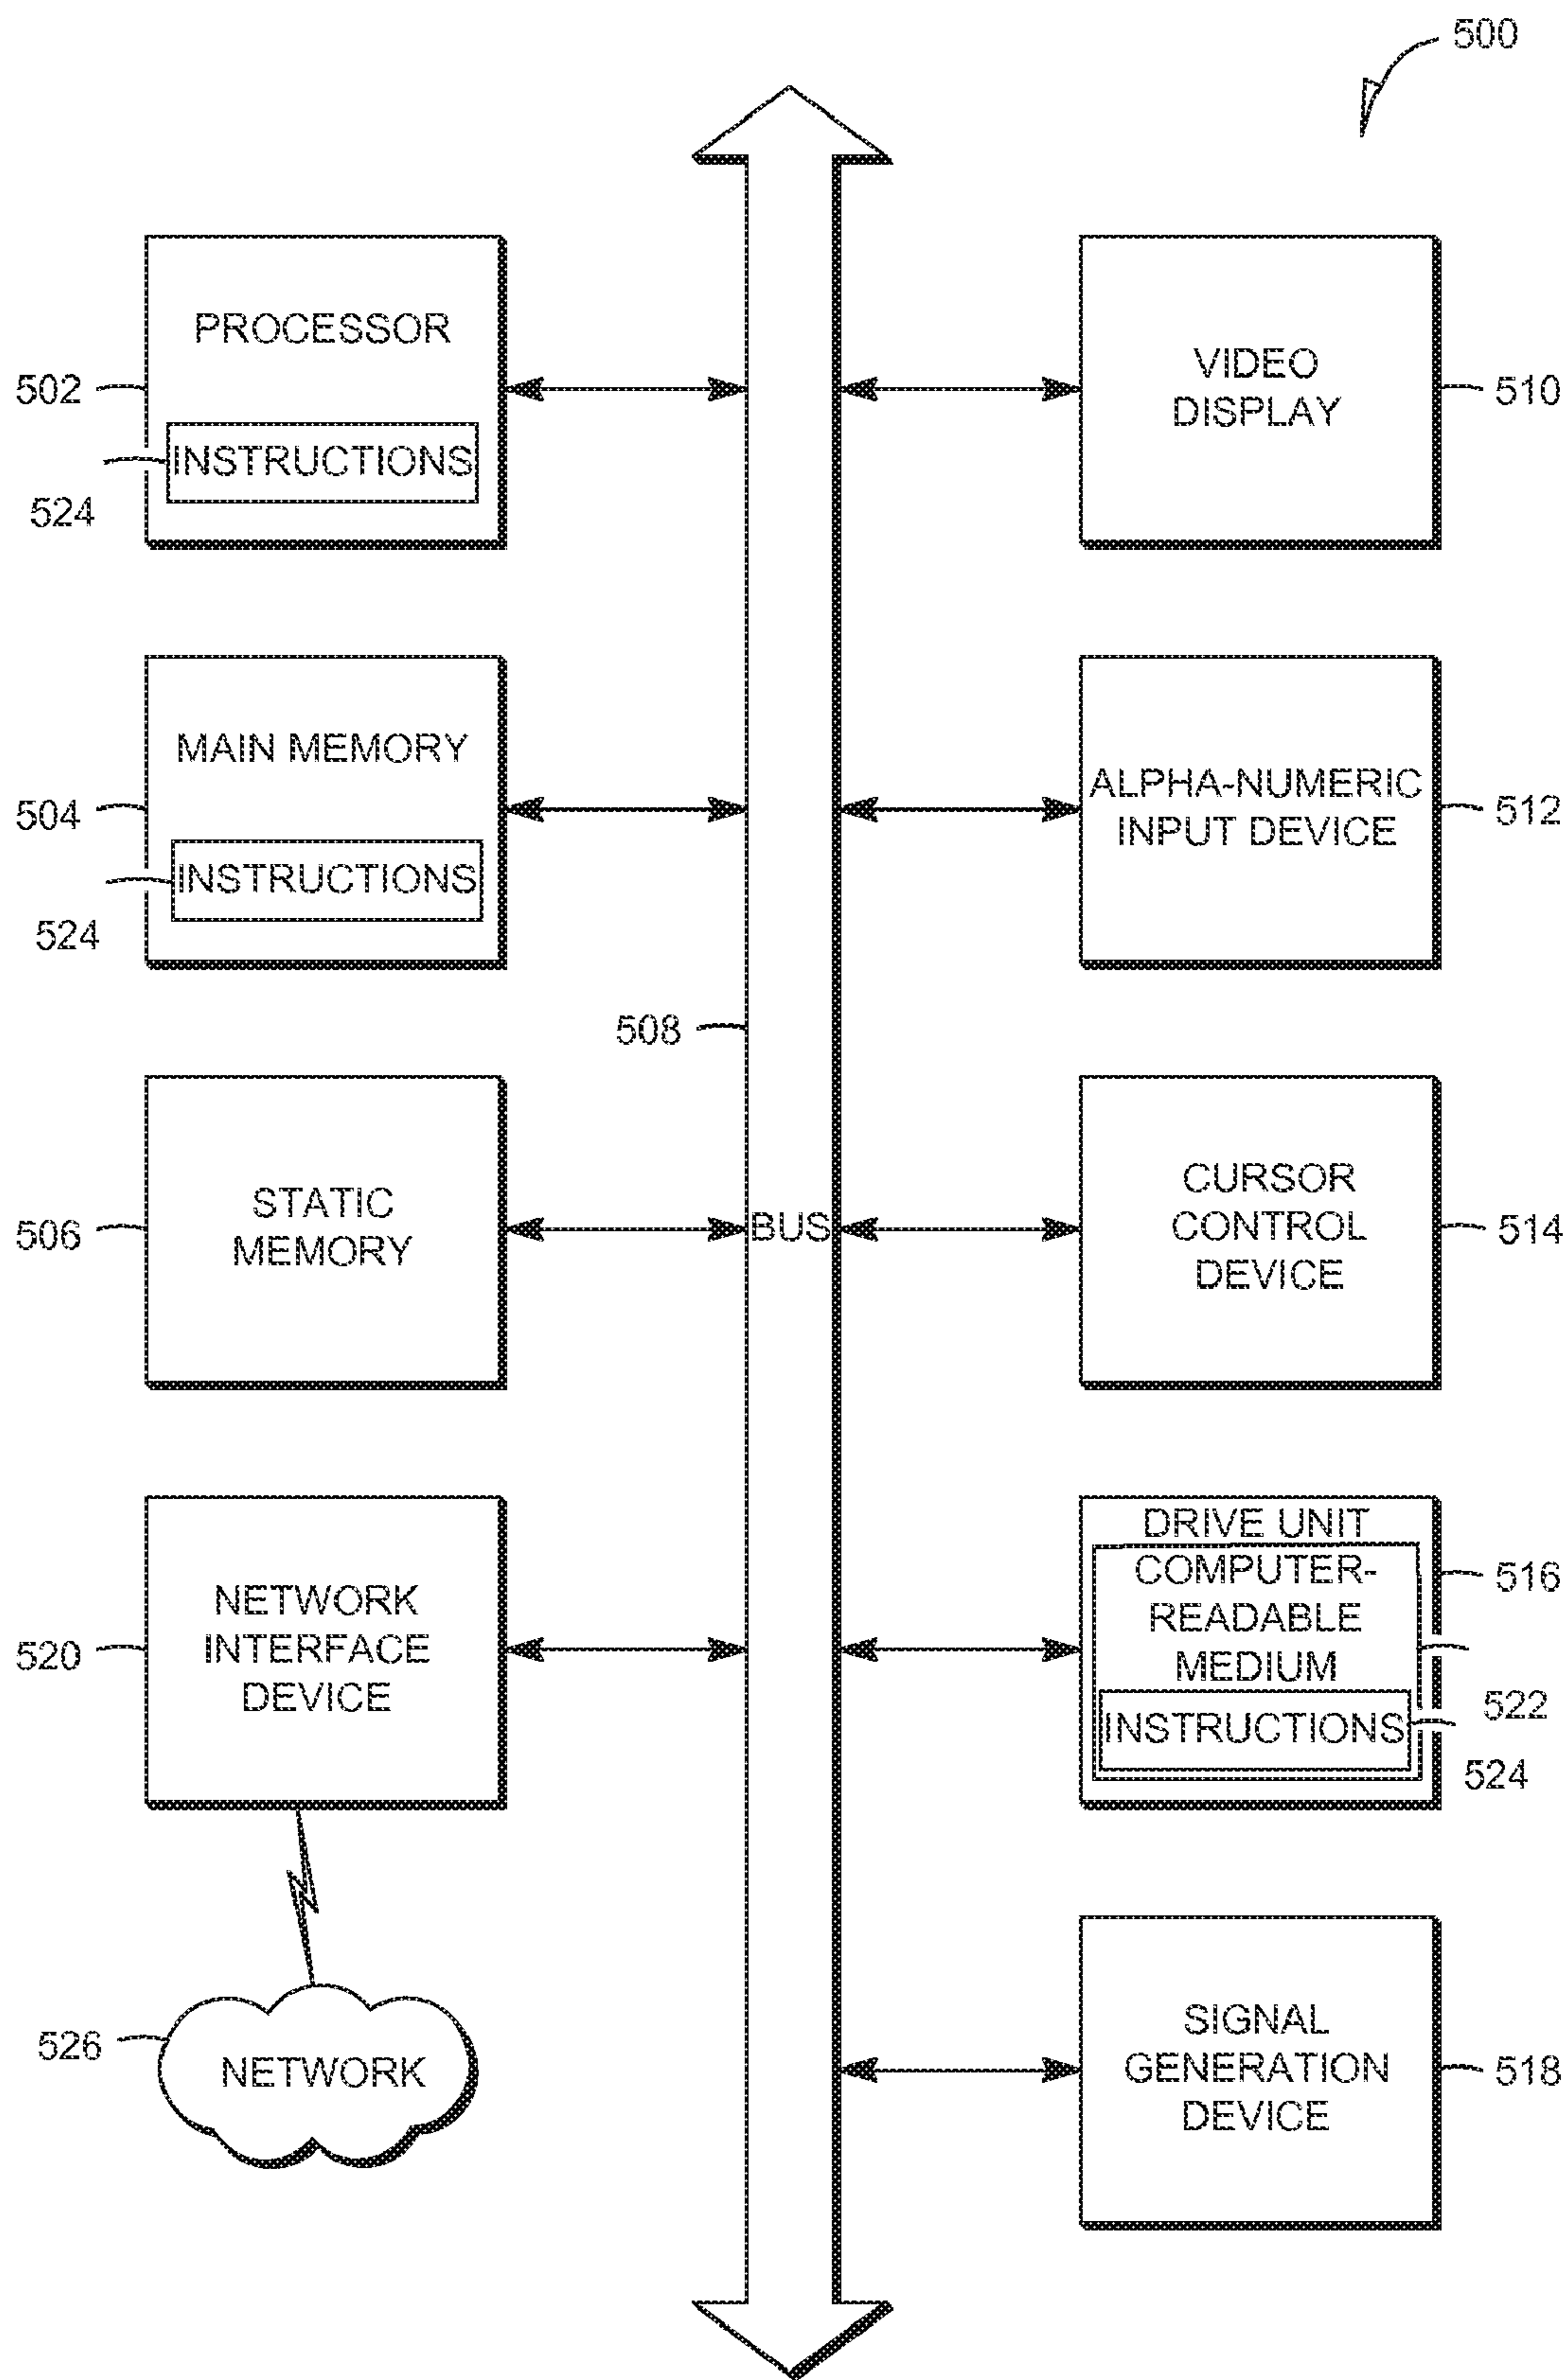 500
PROCESSOR
502
INSTRUCTIONS
524
VIDEO
DISPLAY
510
MAIN MEMORY
504
INSTRUCTIONS
524
ALPHA-NUMERIC
INPUT DEVICE
512
508
STATIC
MEMORY
506
BUS
CURSOR
CONTROL
DEVICE
514
NETWORK
INTERFACE
DEVICE
520
DRIVE UNIT
COMPUTER-
READABLE
MEDIUM
516
522
INSTRUCTIONS
524
526
NETWORK
SIGNAL
GENERATION
DEVICE
518